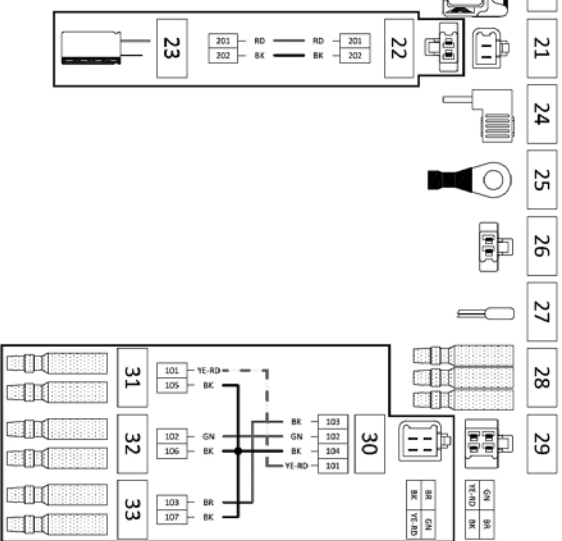 21
23
201 RD RD 201
202 BK BK 202
22
24
25
26
27
28
29
31
101 YE-RD
105 BK
32
102 GN
106 BK
33
103 BR
107 BK
BR 103
GN 102
BK 104
YE-RD 101
30
BR GN
BK YE-RD
GN BR
YE-RD BK